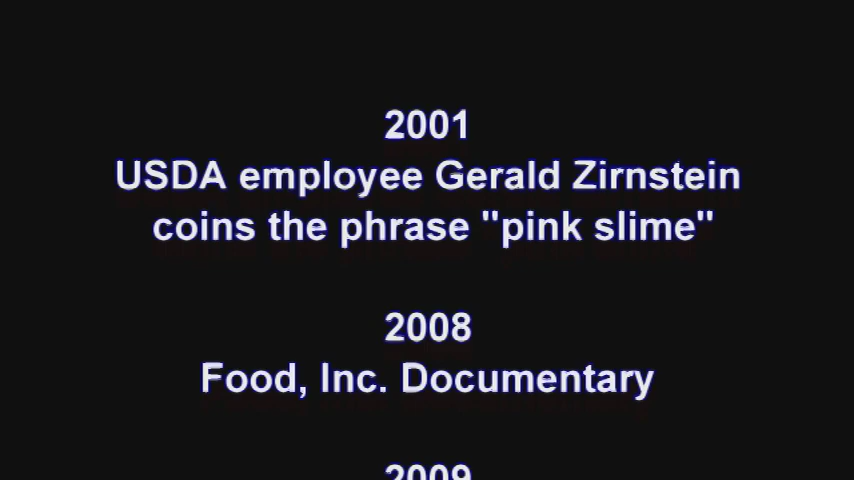 2001
USDA employee Gerald Zirnstein
coins the phrase "pink slime"
2008
Food, Inc. Documentary
2009